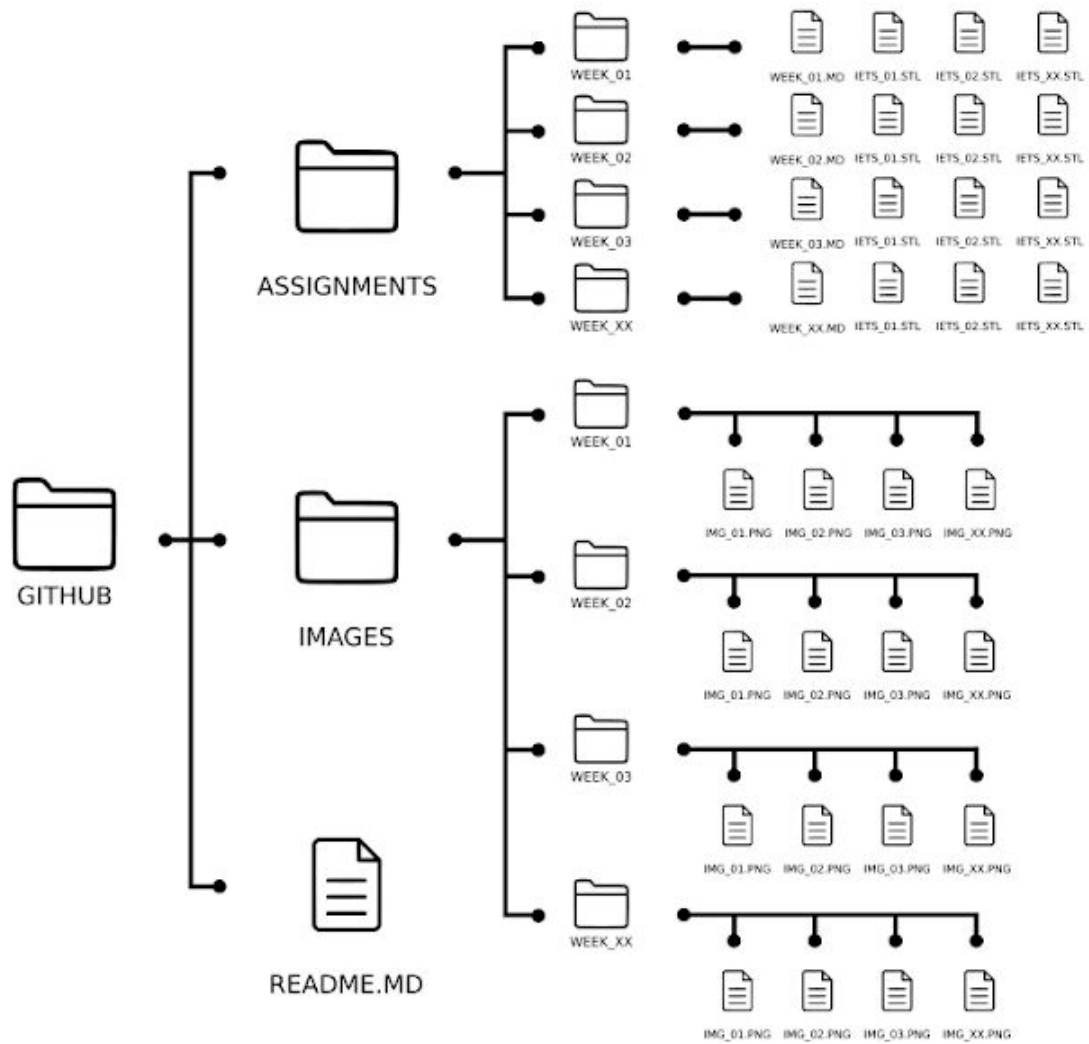 WEEK_01
WEEK_01.MD IETS_01.STL IETS_02.STL IETS_XX.STL
WEEK_02
WEEK_02.MD IETS_01.STL IETS_02.STL IETS_XX.STL
WEEK_03
WEEK_03.MD IETS_01.STL IETS_02.STL IETS_XX.STL
ASSIGNMENTS
WEEK_XX
WEEK_XX.MD IETS_01.STL IETS_02.STL IETS_XX.STL
WEEK_01
IMG_01.PNG IMG_02.PNG IMG_03.PNG IMG_XX.PNG
GITHUB
WEEK_02
IMAGES
IMG_01.PNG IMG_02.PNG IMG_03.PNG IMG_XX.PNG
WEEK_03
IMG_01.PNG IMG_02.PNG IMG_03.PNG IMG_XX.PNG
WEEK_XX
README.MD
IMG_01.PNG IMG_02.PNG IMG_03.PNG IMG_XX.PNG